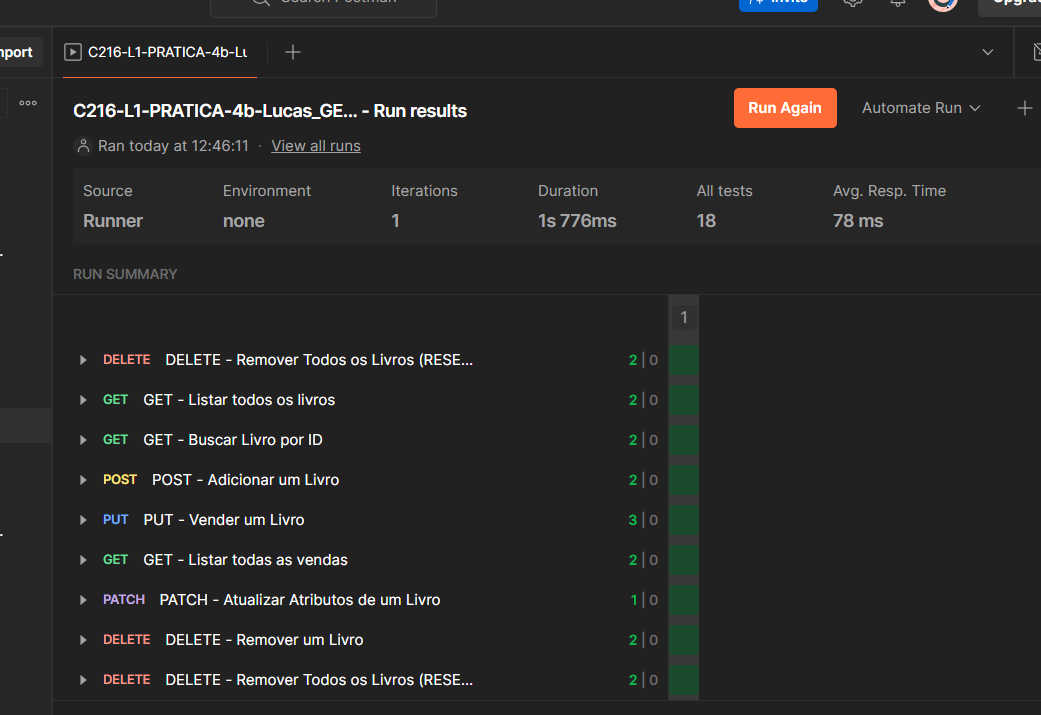 Search Postman
Invite
Upgra
mport
C216-L1-PRATICA-4b-Lu
C216-L1-PRATICA-4b-Lucas_GE... - Run results
Run Again
Automate Run
Ran today at 12:46:11 · View all runs
Source Environment Iterations Duration All tests Avg. Resp. Time
Runner none 1 1s 776ms 18 78 ms
RUN SUMMARY
1
DELETE DELETE - Remover Todos os Livros (RESE... 2 | 0
GET GET - Listar todos os livros 2 | 0
GET GET - Buscar Livro por ID 2 | 0
POST POST - Adicionar um Livro 2 | 0
PUT PUT - Vender um Livro 3 | 0
GET GET - Listar todas as vendas 2 | 0
PATCH PATCH - Atualizar Atributos de um Livro 1 | 0
DELETE DELETE - Remover um Livro 2 | 0
DELETE DELETE - Remover Todos os Livros (RESE... 2 | 0